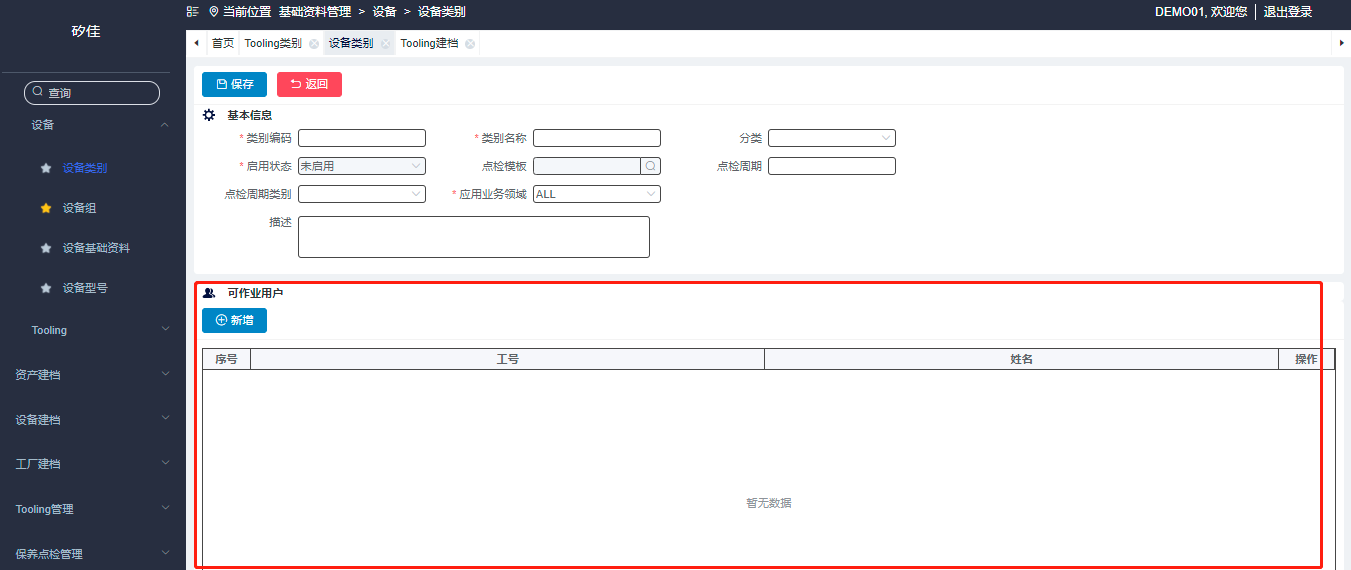 矽佳
当前位置 基础资料管理 > 设备 > 设备类别
DEMO01, 欢迎您 退出登录
首页 Tooling类别 设备类别 Tooling建档
查询
设备
设备类别
设备组
设备基础资料
设备型号
Tooling
资产建档
设备建档
工厂建档
Tooling管理
保养点检管理
保存 返回
基本信息
* 类别编码 * 类别名称 分类
* 启用状态 未启用 点检模板 点检周期
点检周期类别 * 应用业务领域 ALL
描述
可作业用户
新增
序号 工号 姓名 操作
暂无数据